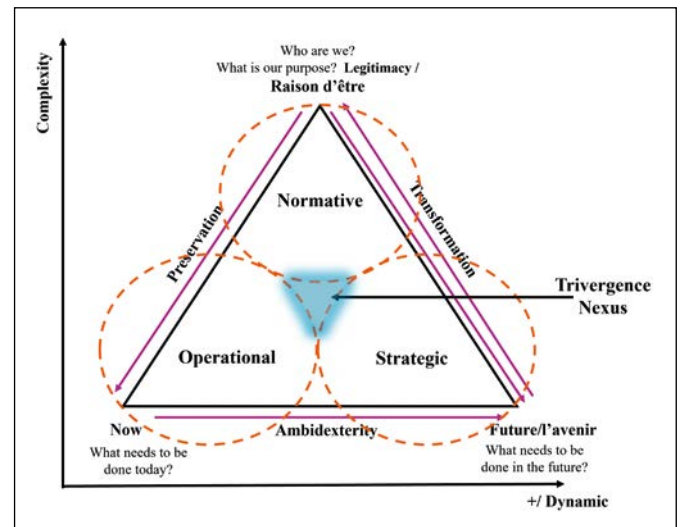 Complexity
Who are we?
What is our purpose? Legitimacy /
Raison d'être
Normative
Preservation
Transformation
Trivergence
Nexus
Operational
Strategic
Now
Ambidexterity
Future/l'avenir
What needs to be
done today?
What needs to be
done in the future?
+/ Dynamic